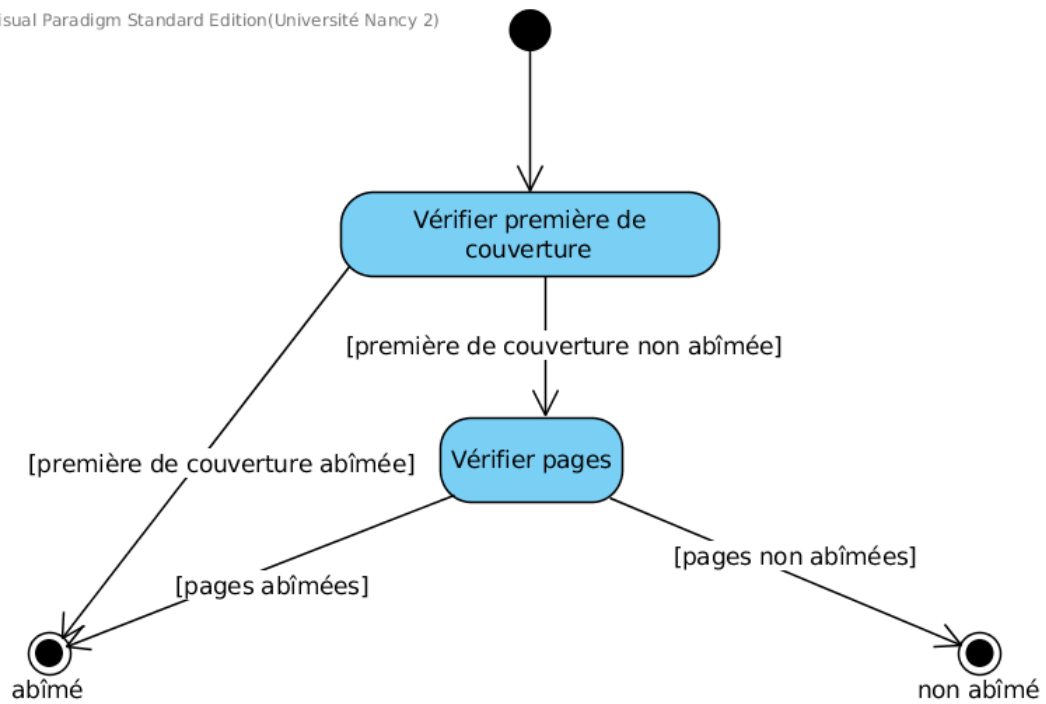 isual Paradigm Standard Edition(Université Nancy 2)
Vérifier première de
couverture
[première de couverture non abîmée]
[première de couverture abîmée]
Vérifier pages
[pages non abîmées]
[pages abîmées]
abîmé
non abîmé